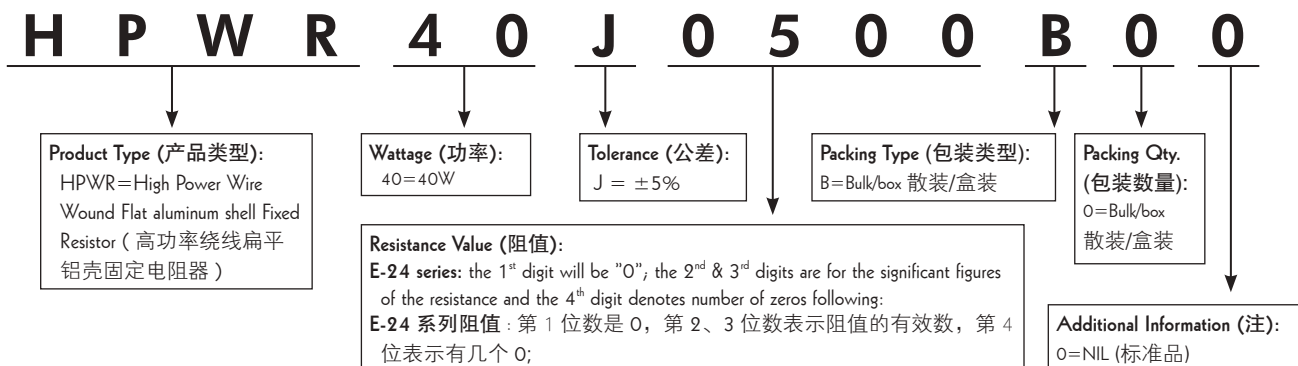 H P W R 4 0 J 0 5 0 0 B 0 0
Product Type (产品类型):
HPWR=High Power Wire
Wound Flat aluminum shell Fixed
Resistor ( 高功率绕线扁平
铝壳固定电阻器 )
Wattage (功率):
40=40W
Tolerance (公差):
J = ±5%
Packing Type (包装类型):
B=Bulk/box 散装/盒装
Packing Qty.
(包装数量):
0=Bulk/box
散装/盒装
Resistance Value (阻值):
E-24 series: the 1st digit will be "0"; the 2nd & 3rd digits are for the significant figures
of the resistance and the 4th digit denotes number of zeros following:
E-24 系列阻值 : 第 1 位数是 0，第 2、3 位数表示阻值的有效数，第 4
位表示有几个 0;
Additional Information (注):
0=NIL (标准品)